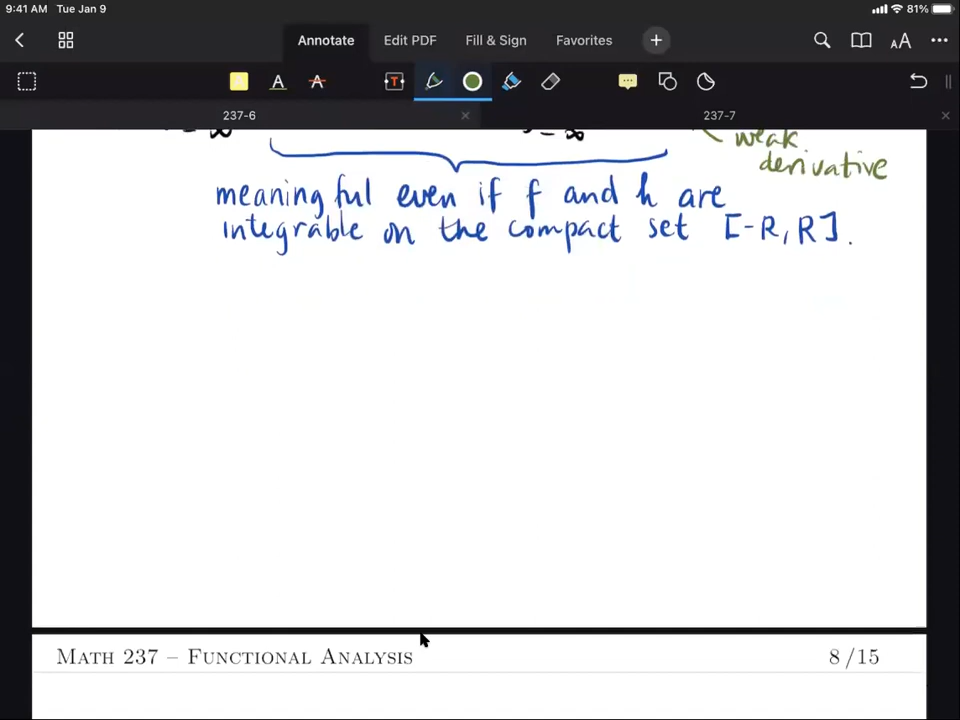 9:41 AM Tue Jan 9
81%
Annotate Edit PDF Fill & Sign Favorites
237-6 237-7
weak
derivative
meaningful even if f and h are
integrable on the compact set [-R, R].
MATH 237 – FUNCTIONAL ANALYSIS 8/15